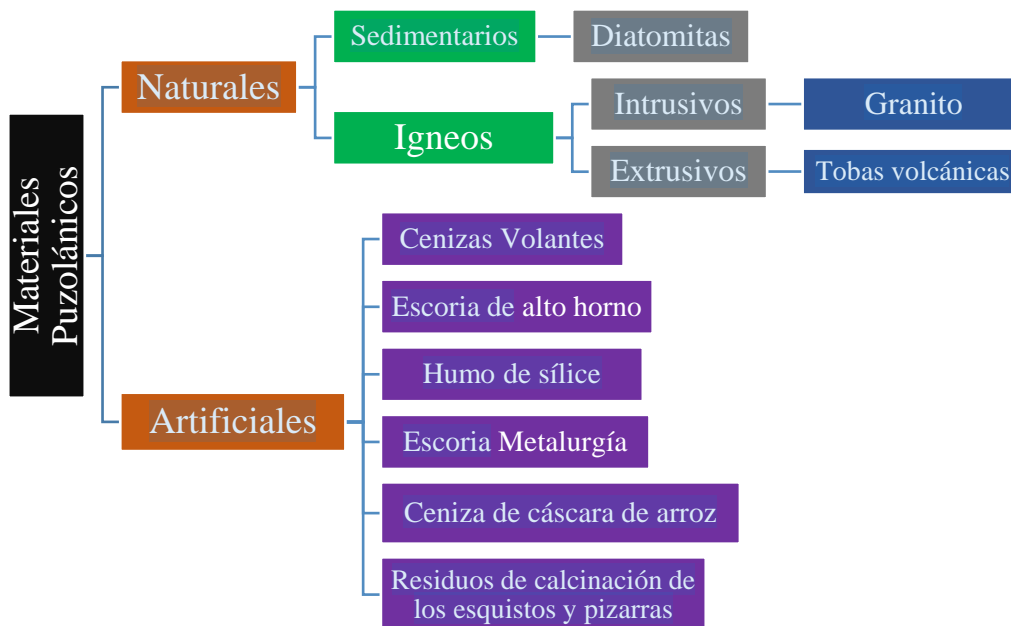 Materiales
Puzolánicos
Naturales
Sedimentarios
Diatomitas
Igneos
Intrusivos
Granito
Extrusivos
Tobas volcánicas
Artificiales
Cenizas Volantes
Escoria de alto horno
Humo de sílice
Escoria Metalurgía
Ceniza de cáscara de arroz
Residuos de calcinación de
los esquistos y pizarras